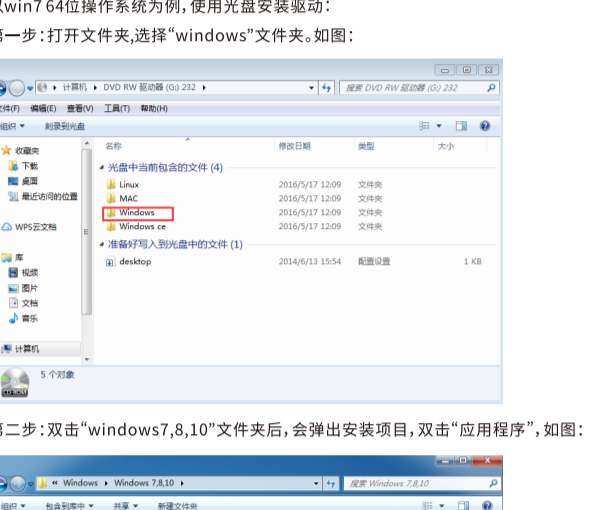 以win7 64位操作系统为例，使用光盘安装驱动：
第一步：打开文件夹,选择“windows”文件夹。如图：
计算机 ▸ DVD RW 驱动器 (G:) 232 ▸
搜索 DVD RW 驱动器 (G:) 232
文件(F) 编辑(E) 查看(V) 工具(T) 帮助(H)
组织 ▾ 刻录到光盘
名称 修改日期 类型 大小
收藏夹
下载
桌面
最近访问的位置
WPS云文档
库
视频
图片
文档
音乐
计算机
光盘中当前包含的文件 (4)
Linux 2016/5/17 12:09 文件夹
MAC 2016/5/17 12:09 文件夹
Windows 2016/5/17 12:09 文件夹
Windows ce 2016/5/17 12:09 文件夹
准备好写入到光盘中的文件 (1)
desktop 2014/6/13 15:54 配置设置 1 KB
5 个对象
CD-ROM
第二步：双击“windows7,8,10”文件夹后，会弹出安装项目，双击“应用程序”，如图：
« Windows ▸ Windows 7,8,10 ▸
搜索 Windows 7,8,10
组织 ▾ 包含到库中 ▾ 共享 ▾ 新建文件夹